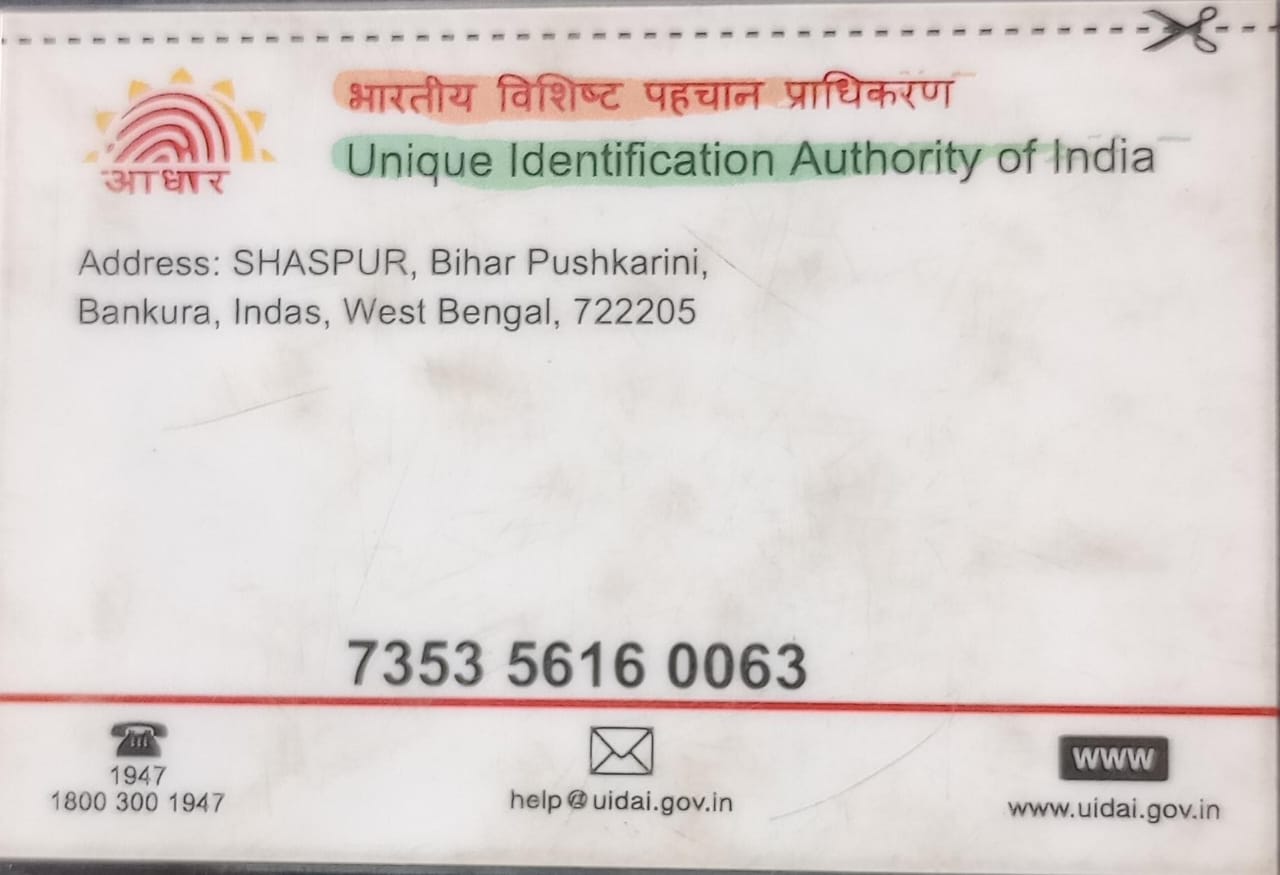 भारतीय विशिष्ट पहचान प्राधिकरण
Unique Identification Authority of India
आधार
Address: SHASPUR, Bihar Pushkarini,
Bankura, Indas, West Bengal, 722205
7353 5616 0063
1947
1800 300 1947
help@uidai.gov.in
www
www.uidai.gov.in